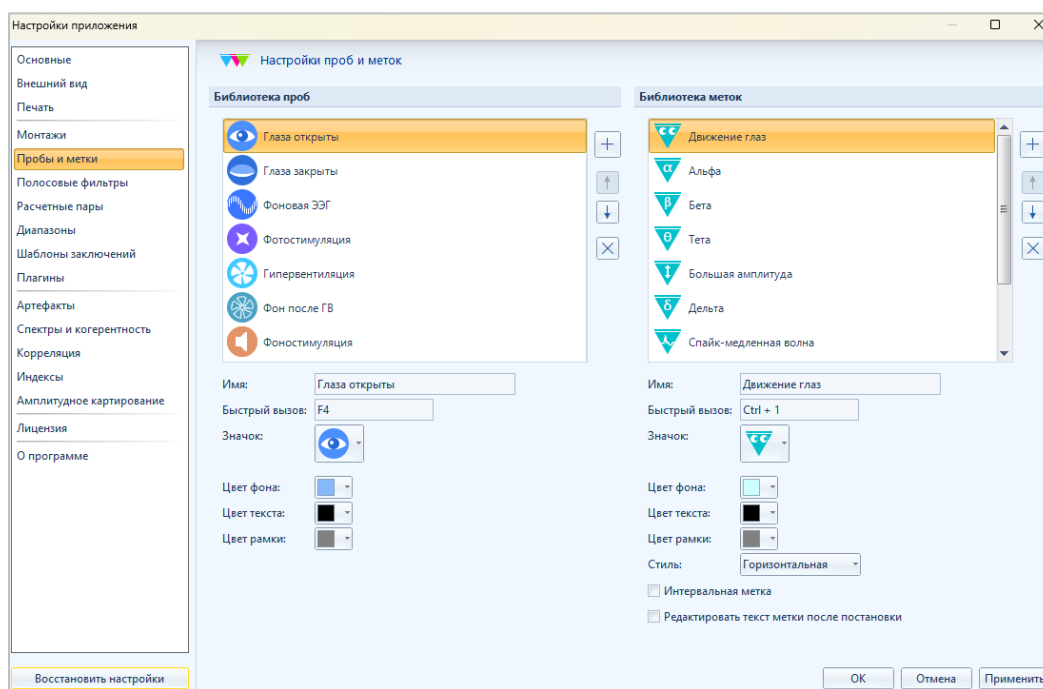 Настройки приложения
Основные
Внешний вид
Печать
Монтажи
Пробы и метки
Полосовые фильтры
Расчетные пары
Диапазоны
Шаблоны заключений
Плагины
Артефакты
Спектры и когерентность
Корреляция
Индексы
Амплитудное картирование
Лицензия
О программе
Восстановить настройки
Настройки проб и меток
Библиотека проб
Глаза открыты
Глаза закрыты
Фоновая ЭЭГ
Фотостимуляция
Гипервентиляция
Фон после ГВ
Фоностимуляция
Имя: Глаза открыты
Быстрый вызов: F4
Значок:
Цвет фона:
Цвет текста:
Цвет рамки:
Библиотека меток
Движение глаз
α Альфа
β Бета
θ Тета
Большая амплитуда
δ Дельта
Спайк-медленная волна
Имя: Движение глаз
Быстрый вызов: Ctrl + 1
Значок:
Цвет фона:
Цвет текста:
Цвет рамки:
Стиль: Горизонтальная
Интервальная метка
Редактировать текст метки после постановки
OK Отмена Применить